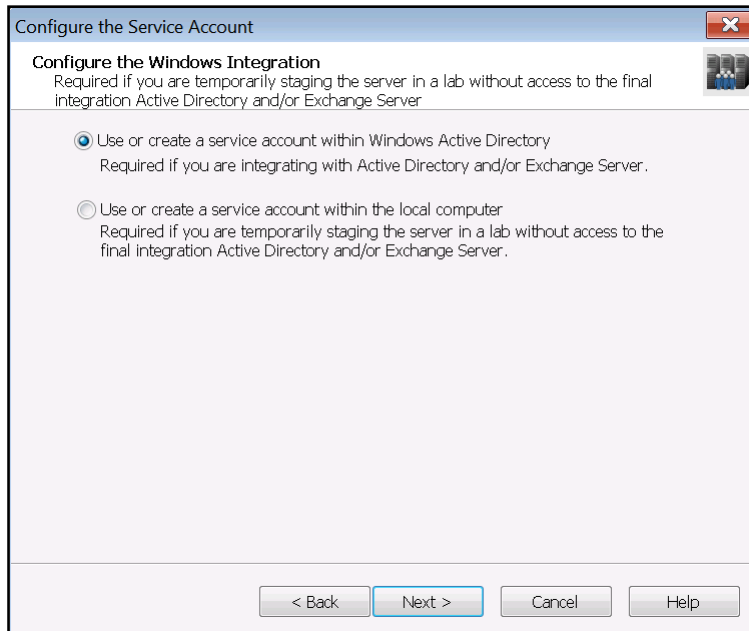 Configure the Service Account
Configure the Windows Integration
Required if you are temporarily staging the server in a lab without access to the final
integration Active Directory and/or Exchange Server
Use or create a service account within Windows Active Directory
Required if you are integrating with Active Directory and/or Exchange Server.
Use or create a service account within the local computer
Required if you are temporarily staging the server in a lab without access to the
final integration Active Directory and/or Exchange Server.
< Back Next > Cancel Help